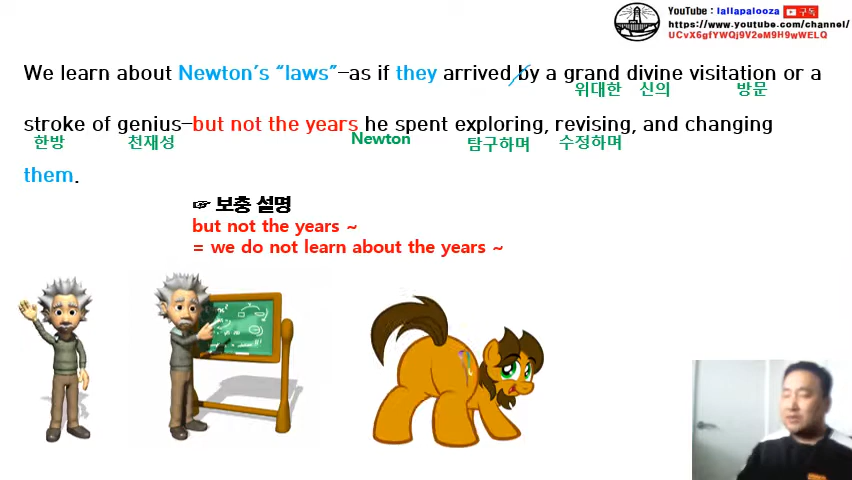 YouTube : lallapalooza 구독
https://www.youtube.com/channel/
UCvX6gfYWQj9V2eM9H9wWELQ
We learn about Newton's “laws”—as if they arrived by a grand divine visitation or a
위대한 신의 방문
stroke of genius—but not the years he spent exploring, revising, and changing
한방 천재성 Newton 탐구하며 수정하며
them.
☞ 보충 설명
but not the years ~
= we do not learn about the years ~